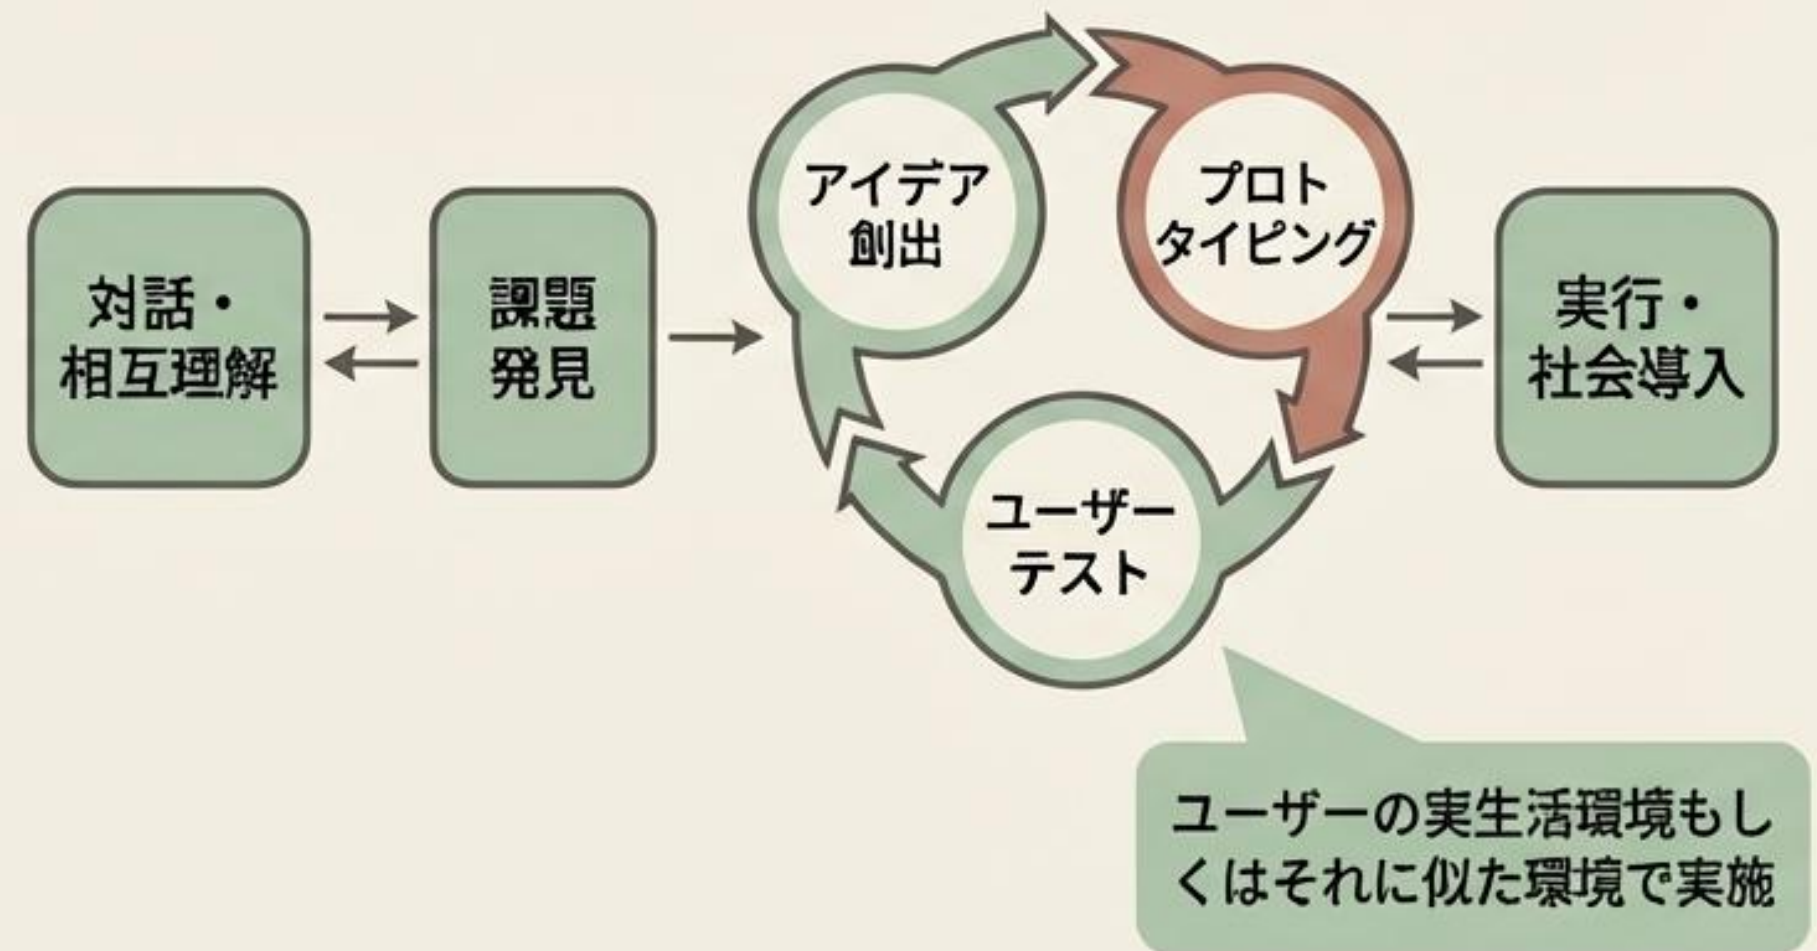 対話・
相互理解
課題
発見
アイデア
創出
プロト
タイピング
ユーザー
テスト
実行・
社会導入
ユーザーの実生活環境もし
くはそれに似た環境で実施